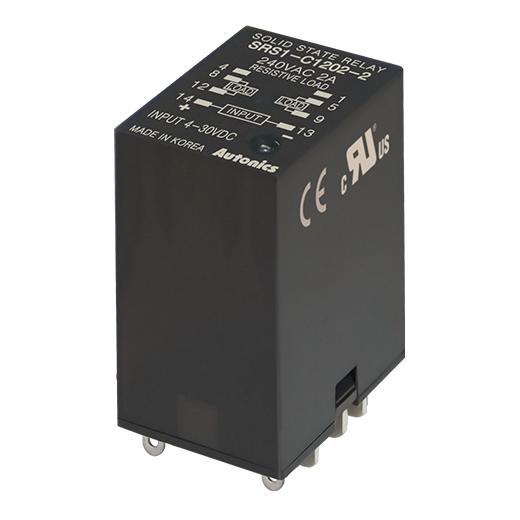 SOLID STATE RELAY
SRS1-C1202-2
240VAC 2A
RESISTIVE LOAD
4 1
8 LOAD LOAD 5
12 9
14 INPUT 13
+ -
INPUT 4-30VDC
MADE IN KOREA
Autonics
CE
c RU US